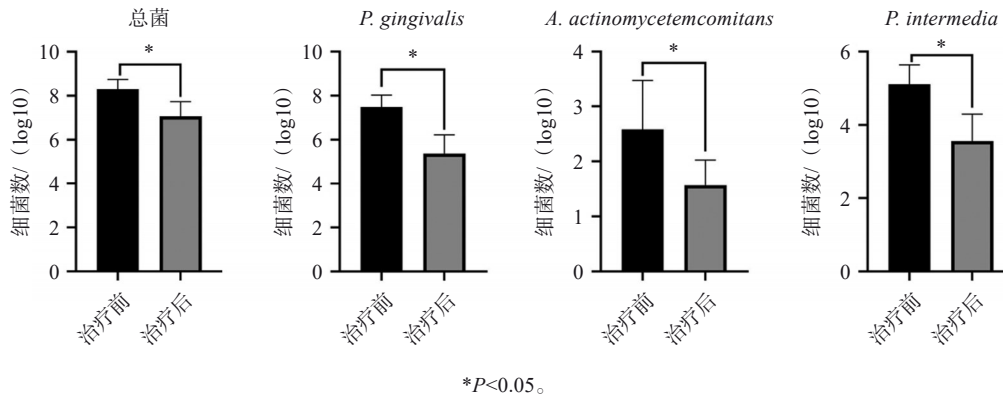 总菌
细菌数/（log10）
10
8
6
4
2
0
治疗前
治疗后
*
P. gingivalis
细菌数/（log10）
10
8
6
4
2
0
治疗前
治疗后
*
A. actinomycetemcomitans
细菌数/（log10）
4
3
2
1
0
治疗前
治疗后
*
P. intermedia
细菌数/（log10）
6
4
2
0
治疗前
治疗后
*
*P<0.05。